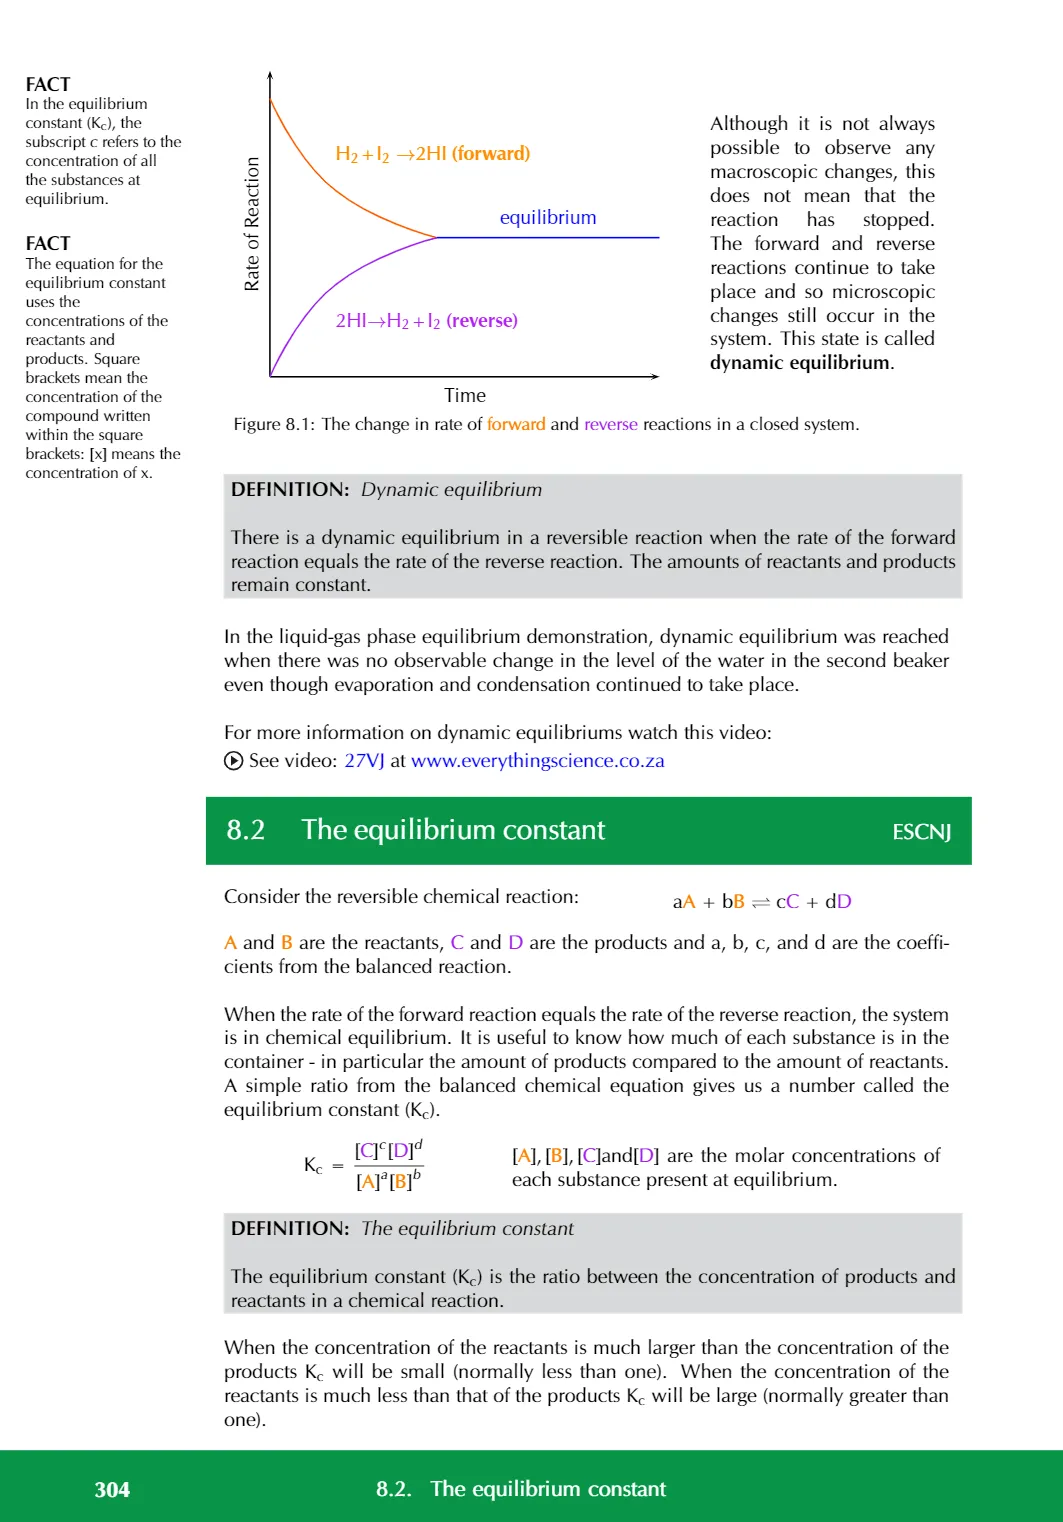 FACT
In the equilibrium
constant (Kc), the
subscript c refers to the
concentration of all
the substances at
equilibrium.
FACT
The equation for the
equilibrium constant
uses the
concentrations of the
reactants and
products. Square
brackets mean the
concentration of the
compound written
within the square
brackets: [x] means the
concentration of x.
Rate of Reaction
H₂ + I₂ →2HI (forward)
equilibrium
2HI→H₂ + I₂ (reverse)
Time
Figure 8.1: The change in rate of forward and reverse reactions in a closed system.
Although it is not always
possible to observe any
macroscopic changes, this
does not mean that the
reaction has stopped.
The forward and reverse
reactions continue to take
place and so microscopic
changes still occur in the
system. This state is called
dynamic equilibrium.
DEFINITION: Dynamic equilibrium
There is a dynamic equilibrium in a reversible reaction when the rate of the forward
reaction equals the rate of the reverse reaction. The amounts of reactants and products
remain constant.
In the liquid-gas phase equilibrium demonstration, dynamic equilibrium was reached
when there was no observable change in the level of the water in the second beaker
even though evaporation and condensation continued to take place.
For more information on dynamic equilibriums watch this video:
See video: 27VJ at www.everythingscience.co.za
8.2 The equilibrium constant ESCNJ
Consider the reversible chemical reaction: aA + bB ⇌ cC + dD
A and B are the reactants, C and D are the products and a, b, c, and d are the coeffi-
cients from the balanced reaction.
When the rate of the forward reaction equals the rate of the reverse reaction, the system
is in chemical equilibrium. It is useful to know how much of each substance is in the
container - in particular the amount of products compared to the amount of reactants.
A simple ratio from the balanced chemical equation gives us a number called the
equilibrium constant (Kc).
Kc = [C]^c[D]^d / [A]^a[B]^b
[A], [B], [C]and[D] are the molar concentrations of
each substance present at equilibrium.
DEFINITION: The equilibrium constant
The equilibrium constant (Kc) is the ratio between the concentration of products and
reactants in a chemical reaction.
When the concentration of the reactants is much larger than the concentration of the
products Kc will be small (normally less than one). When the concentration of the
reactants is much less than that of the products Kc will be large (normally greater than
one).
304 8.2. The equilibrium constant